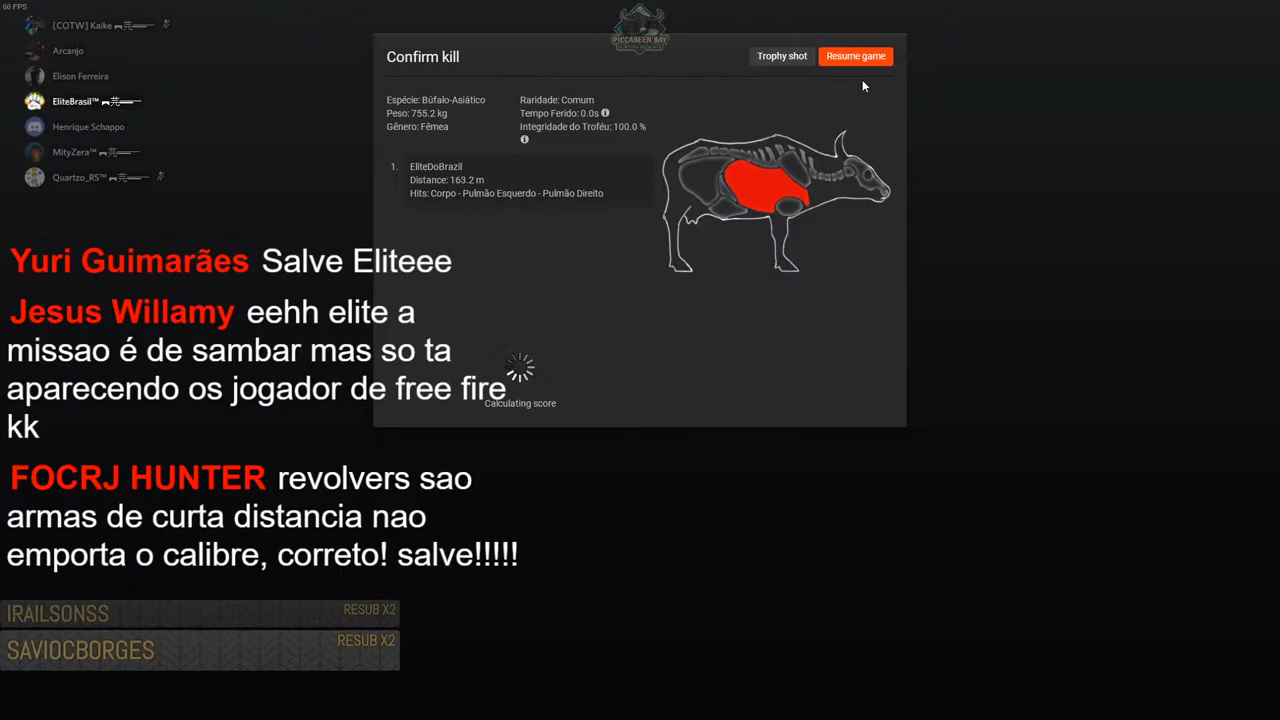 60 FPS
[COTW] Kaike
Arcanjo
Elison Ferreira
EliteBrasil™
Henrique Schappo
MityZera™
Quartzo_RS™
PICCABEEN BAY
Confirm kill
Trophy shot
Resume game
Espécie: Búfalo-Asiático
Peso: 755.2 kg
Gênero: Fêmea
Raridade: Comum
Tempo Ferido: 0.0s
Integridade do Troféu: 100.0 %
1.
EliteDoBrazil
Distance: 163.2 m
Hits: Corpo - Pulmão Esquerdo - Pulmão Direito
Calculating score
Yuri Guimarães Salve Eliteee
Jesus Willamy eehh elite a
missao é de sambar mas so ta
aparecendo os jogador de free fire
kk
FOCRJ HUNTER revolvers sao
armas de curta distancia nao
emporta o calibre, correto! salve!!!!!
IRAILSONSS RESUB X2
SAVIOCBORGES RESUB X2